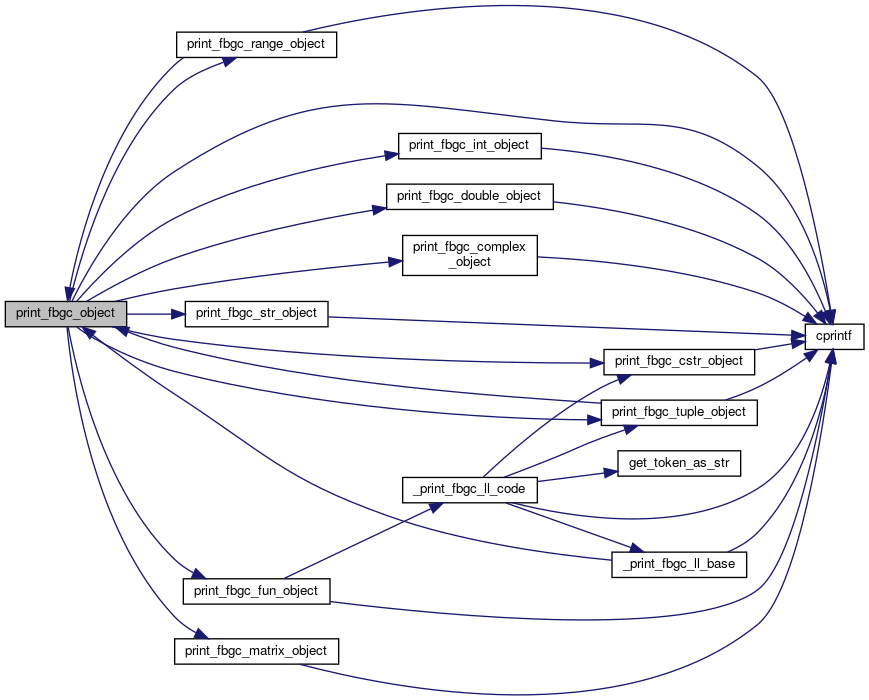 print_fbgc_range_object
print_fbgc_int_object
print_fbgc_double_object
print_fbgc_complex
_object
print_fbgc_object
print_fbgc_str_object
cprintf
print_fbgc_cstr_object
print_fbgc_tuple_object
get_token_as_str
_print_fbgc_ll_code
_print_fbgc_ll_base
print_fbgc_fun_object
print_fbgc_matrix_object